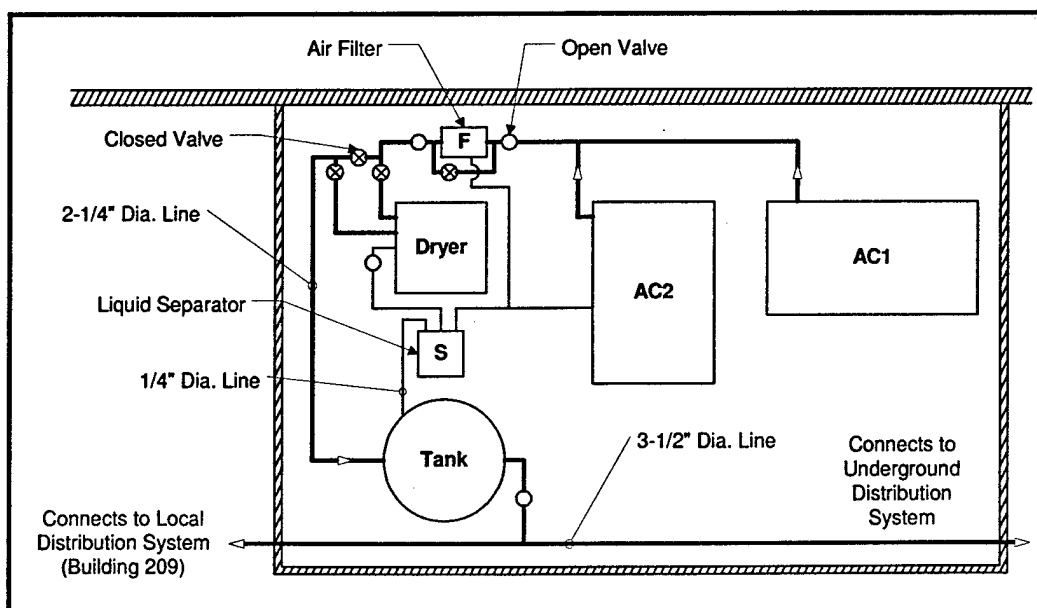 Air Filter
Open Valve
Closed Valve
F
2-1/4" Dia. Line
Dryer
AC2
AC1
Liquid Separator
S
1/4" Dia. Line
Tank
3-1/2" Dia. Line
Connects to
Underground
Distribution
System
Connects to Local
Distribution System
(Building 209)